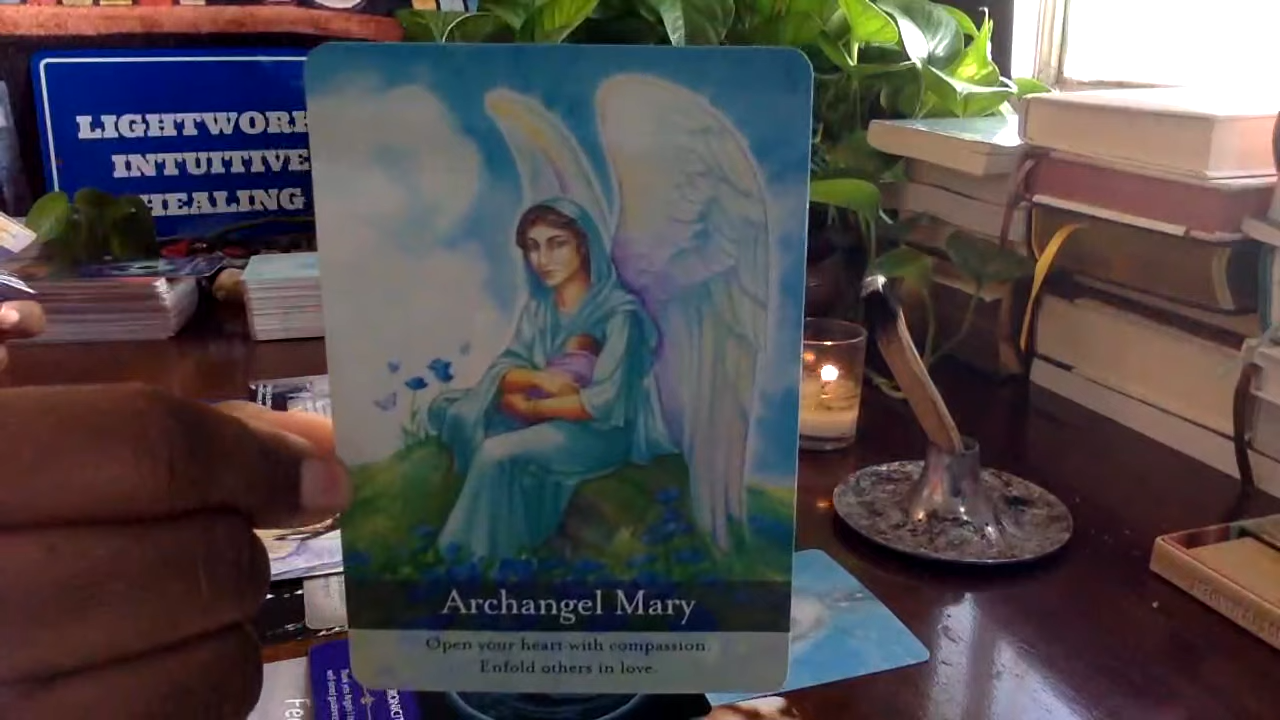 LIGHTWORK
INTUITIVE
HEALING
Archangel Mary
Open your heart with compassion.
Enfold others in love.